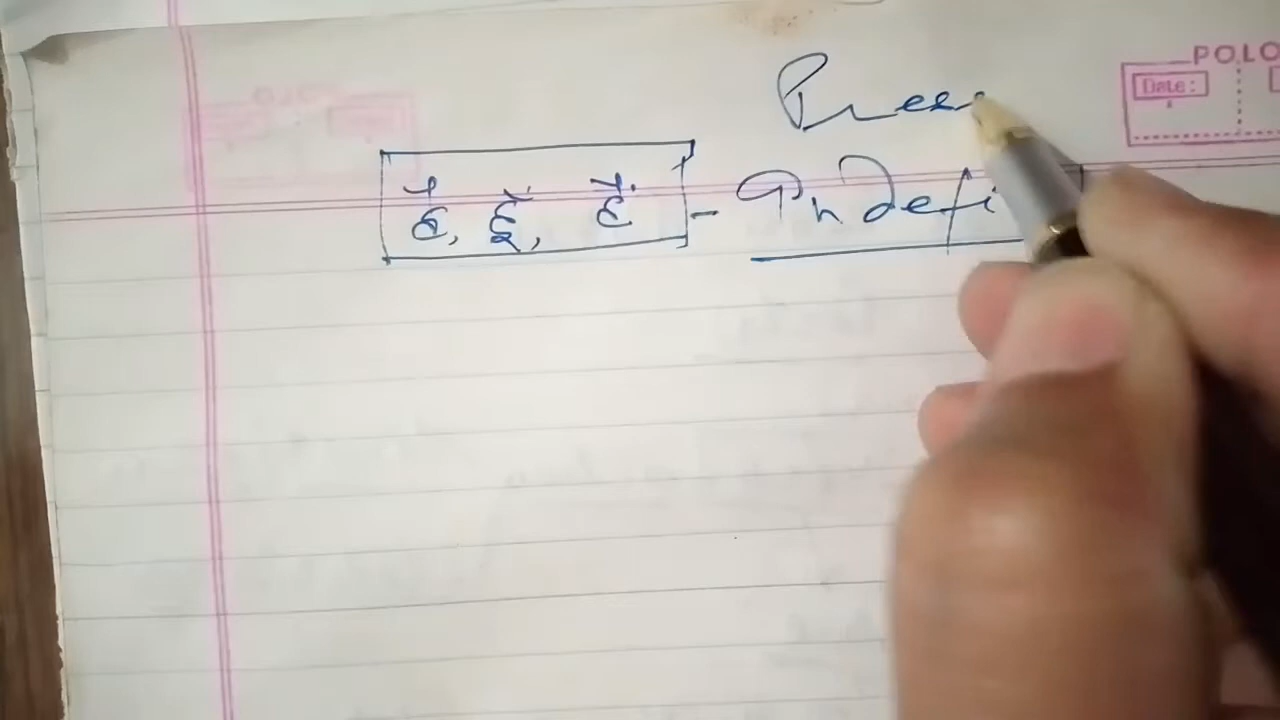 Pres
POLO
Date:
है, हूँ, हैं - Indefi